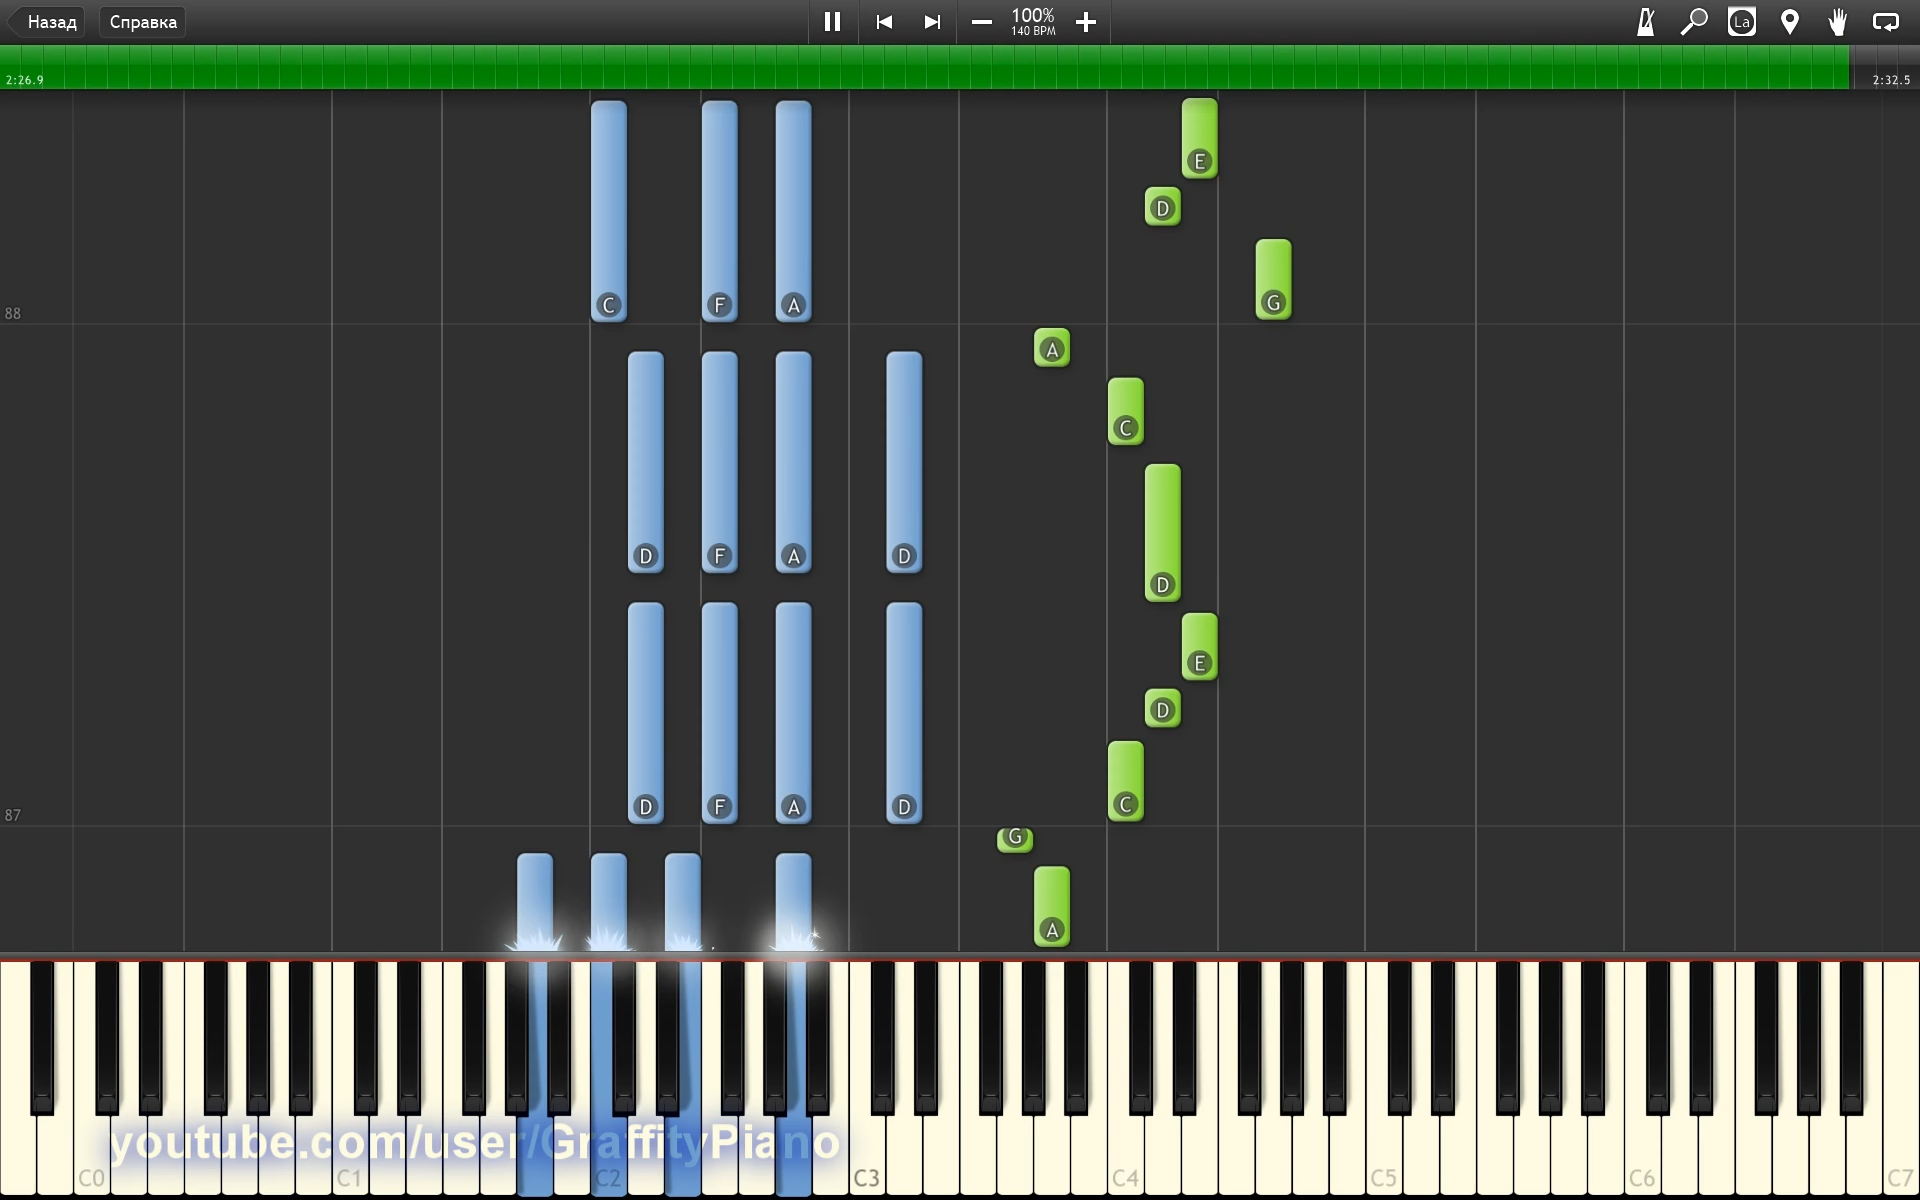 Назад Справка 100% La
140 BPM
2:26.9 2:32.5
E
D
C F A G
88
A
C
D F A D
D
E
D
D F A D C
87
G
A
youtube.com/user/GraffityPiano
C0 C1 C2 C3 C4 C5 C6 C7